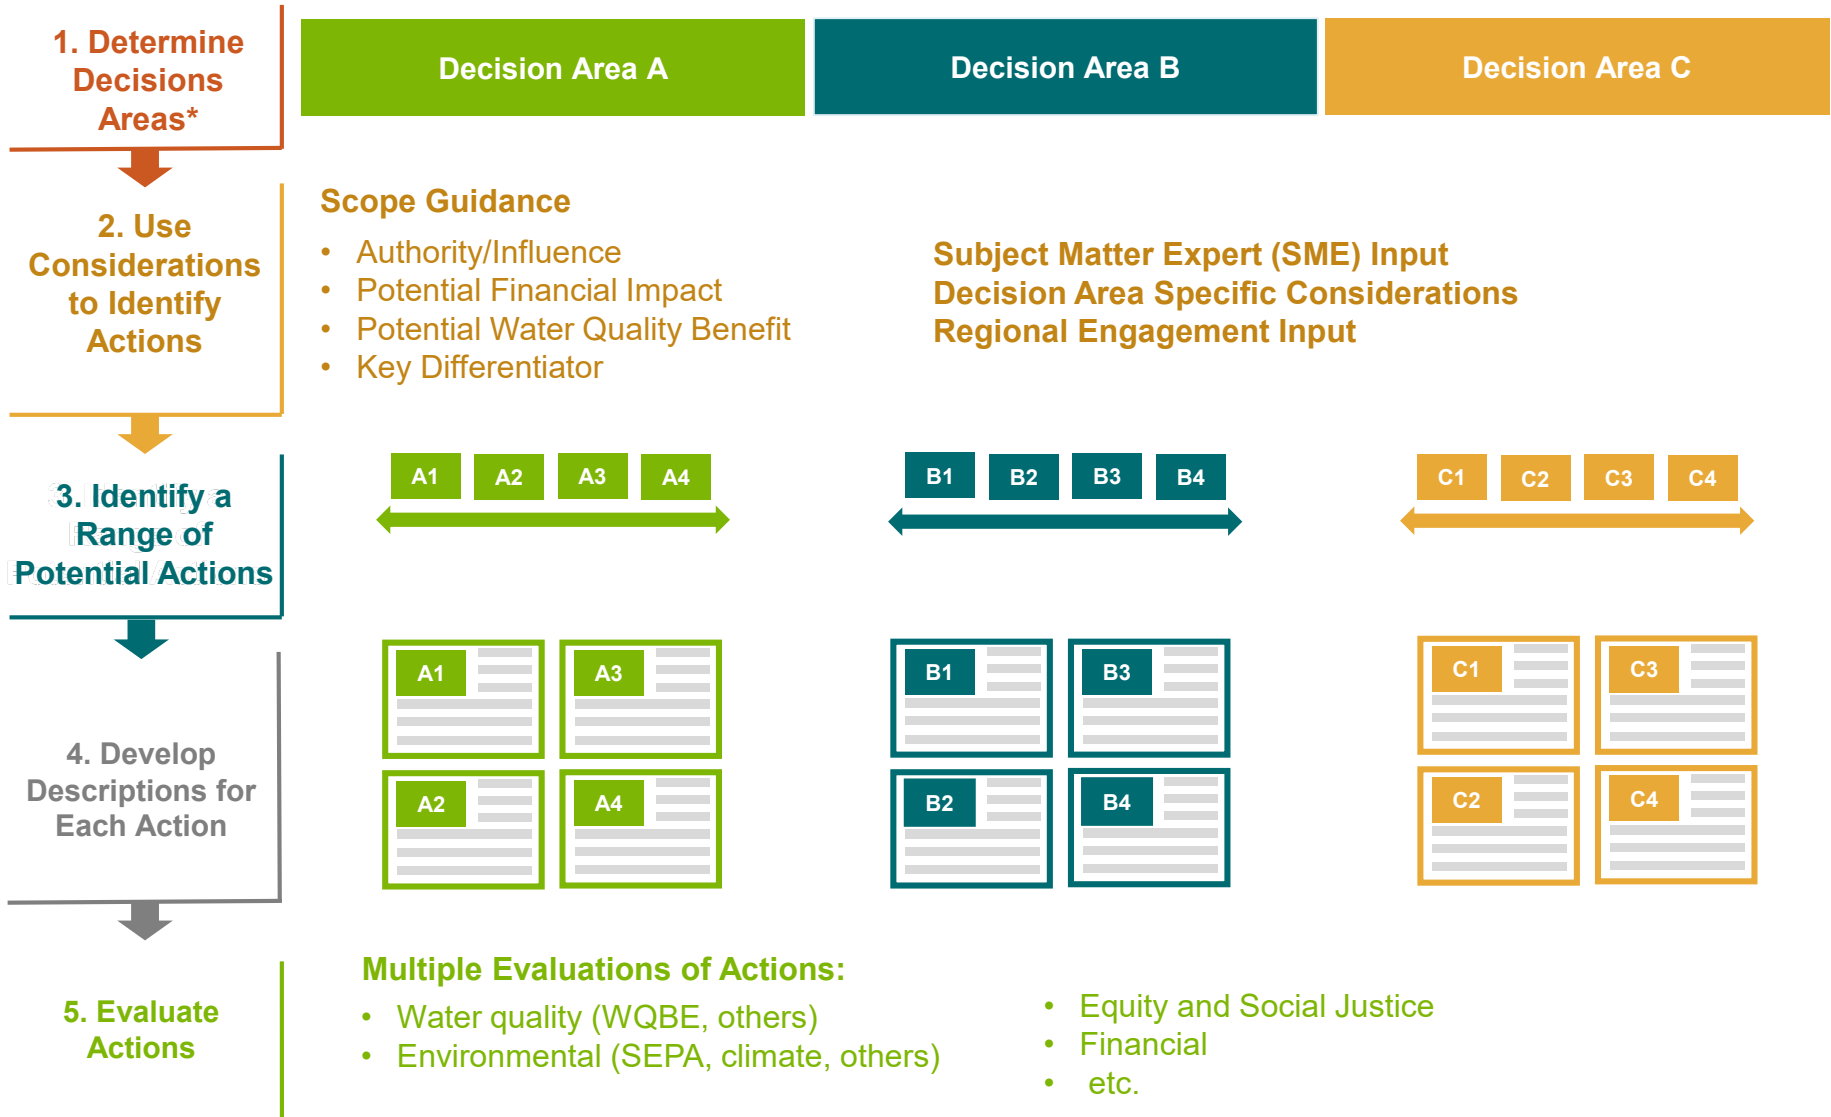 1. Determine
Decisions
Areas*
Decision Area A
Decision Area B
Decision Area C
2. Use
Considerations
to Identify
Actions
Scope Guidance
• Authority/Influence
• Potential Financial Impact
• Potential Water Quality Benefit
• Key Differentiator
Subject Matter Expert (SME) Input
Decision Area Specific Considerations
Regional Engagement Input
3. Identify a
Range of
Potential Actions
A1 A2 A3 A4
B1 B2 B3 B4
C1 C2 C3 C4
4. Develop
Descriptions for
Each Action
A1 A3
A2 A4
B1 B3
B2 B4
C1 C3
C2 C4
5. Evaluate
Actions
Multiple Evaluations of Actions:
• Water quality (WQBE, others)
• Environmental (SEPA, climate, others)
• Equity and Social Justice
• Financial
• etc.